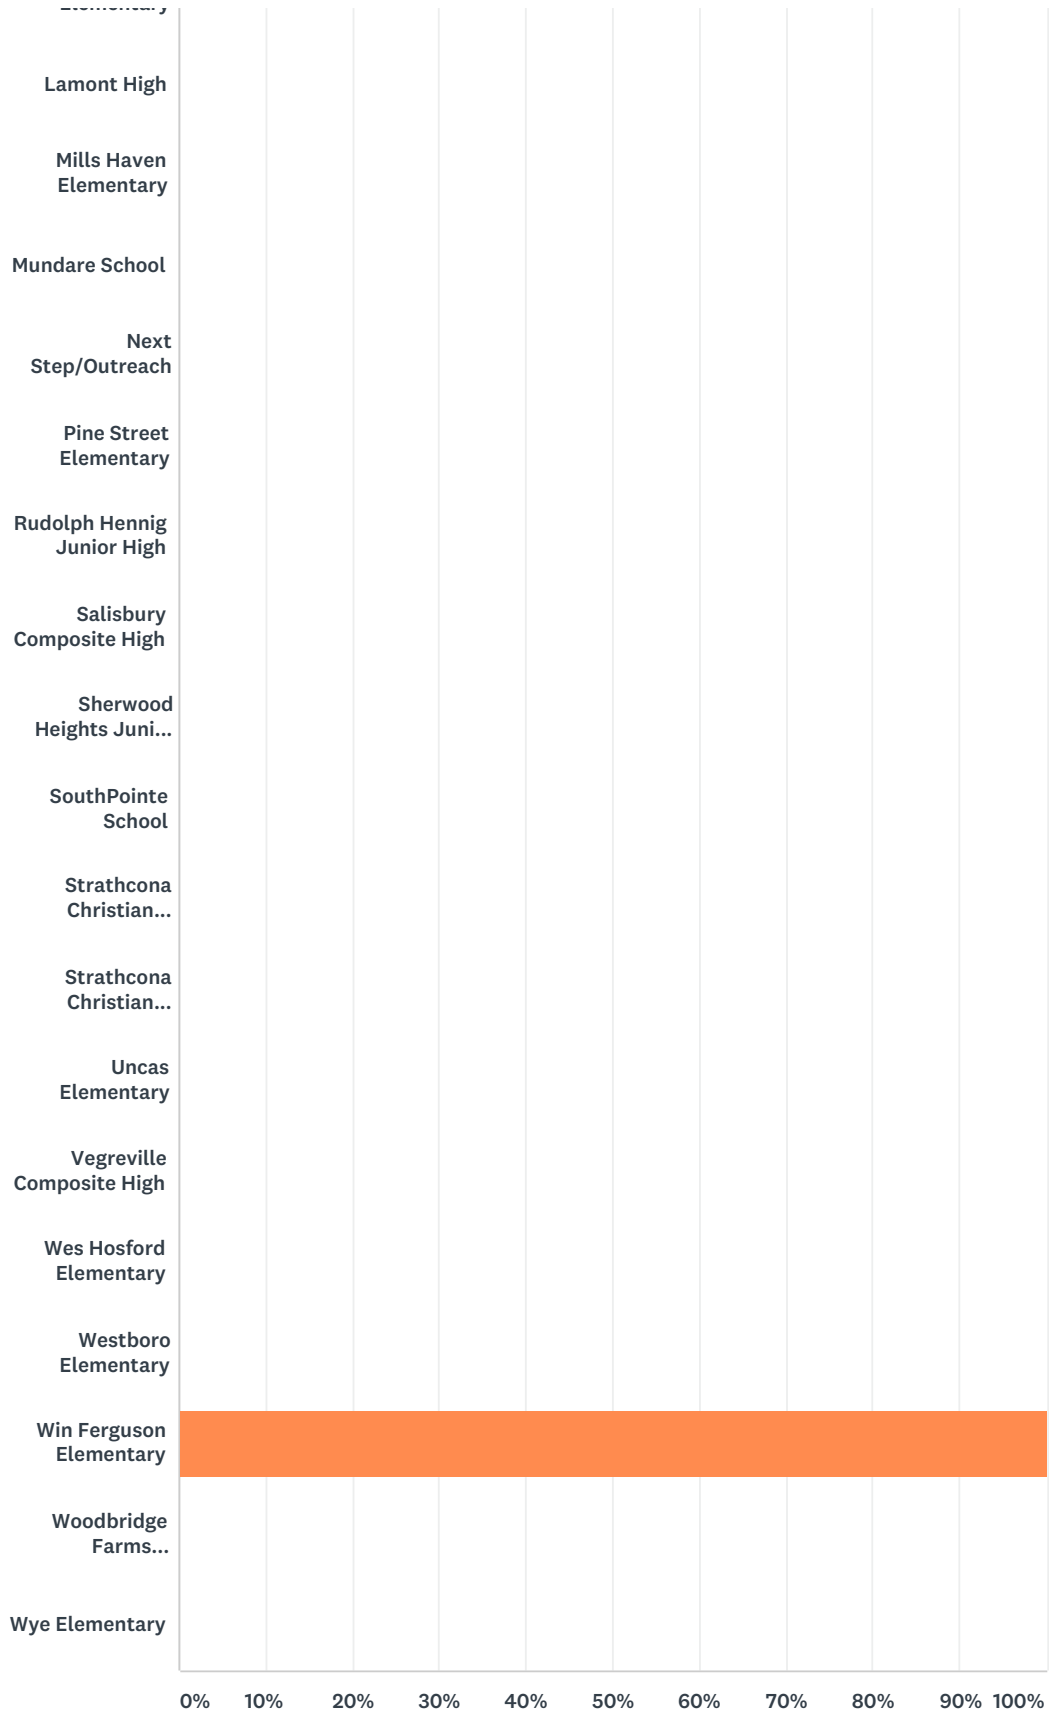 Elementary
Lamont High
Mills Haven
Elementary
Mundare School
Next
Step/Outreach
Pine Street
Elementary
Rudolph Hennig
Junior High
Salisbury
Composite High
Sherwood
Heights Juni...
SouthPointe
School
Strathcona
Christian...
Strathcona
Christian...
Uncas
Elementary
Vegreville
Composite High
Wes Hosford
Elementary
Westboro
Elementary
Win Ferguson
Elementary
Woodbridge
Farms...
Wye Elementary
0% 10% 20% 30% 40% 50% 60% 70% 80% 90% 100%